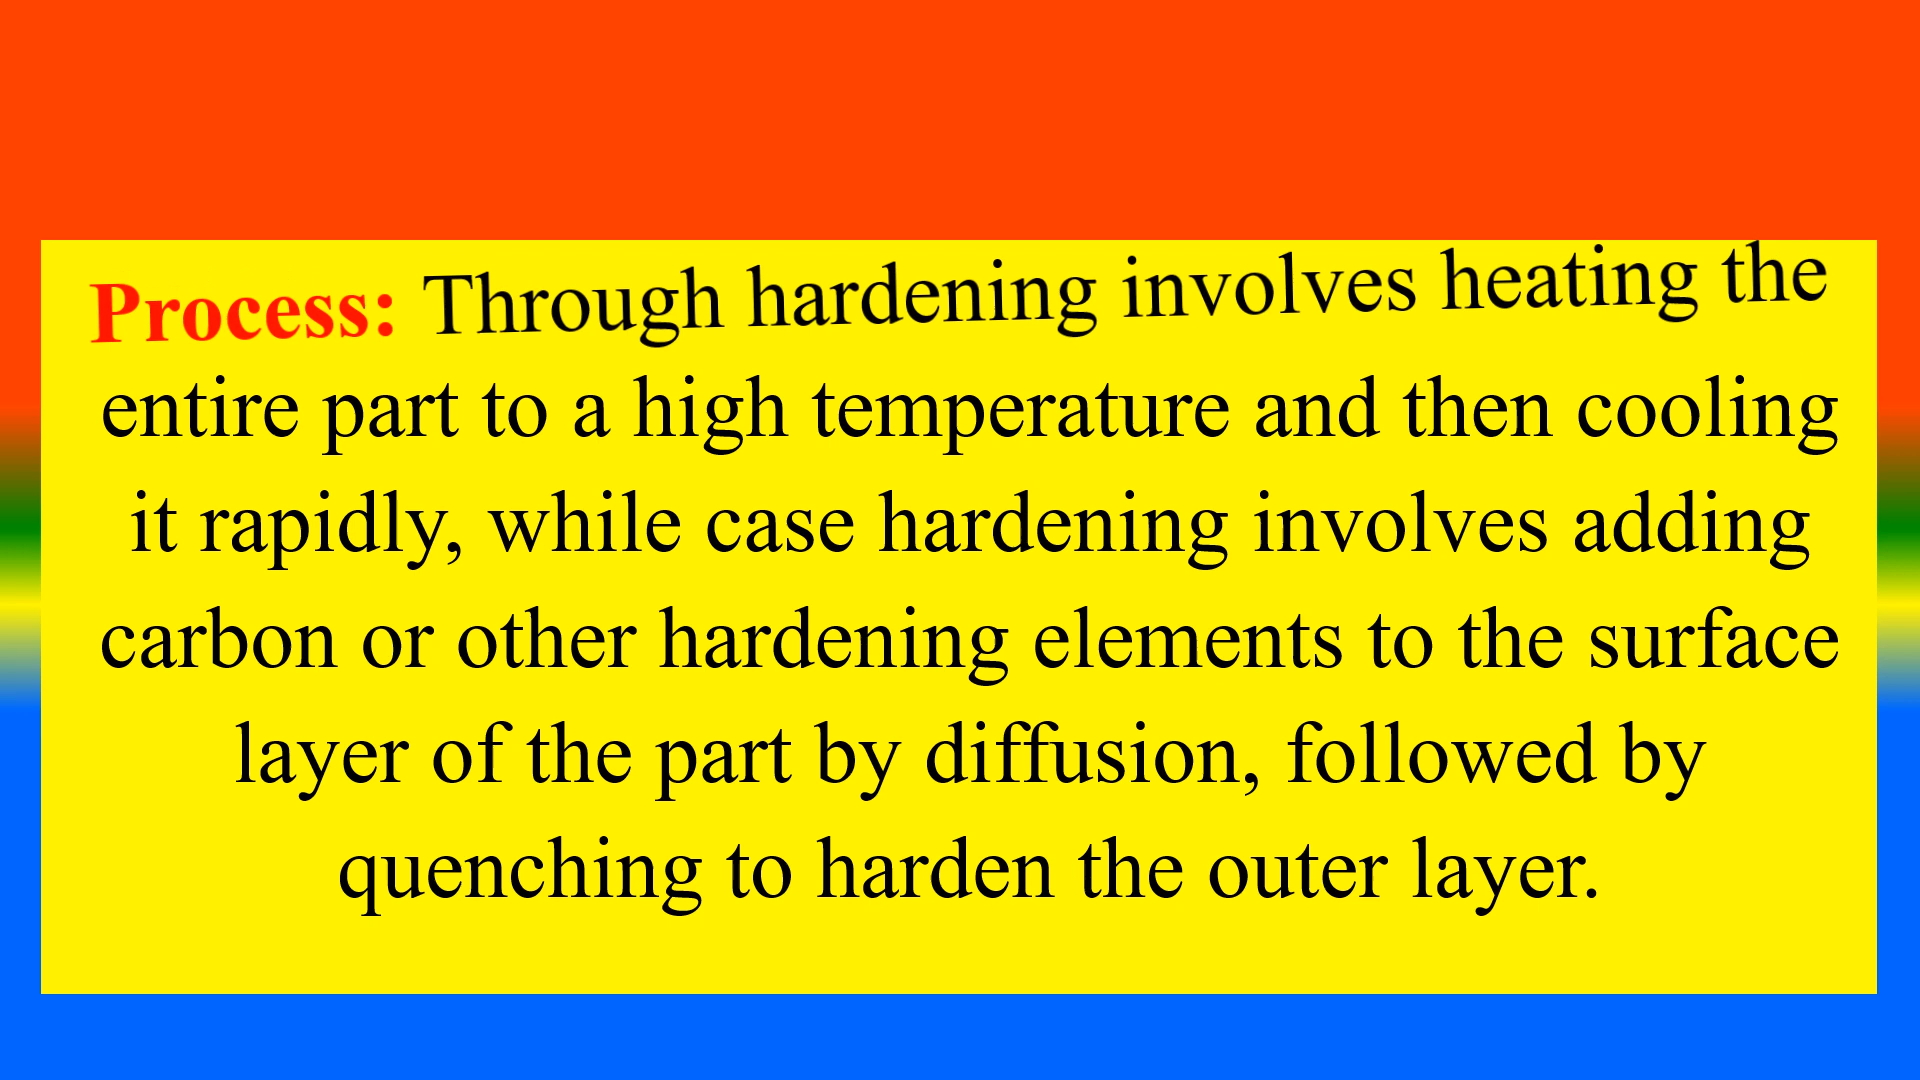 Process: Through hardening involves heating the
entire part to a high temperature and then cooling
it rapidly, while case hardening involves adding
carbon or other hardening elements to the surface
layer of the part by diffusion, followed by
quenching to harden the outer layer.